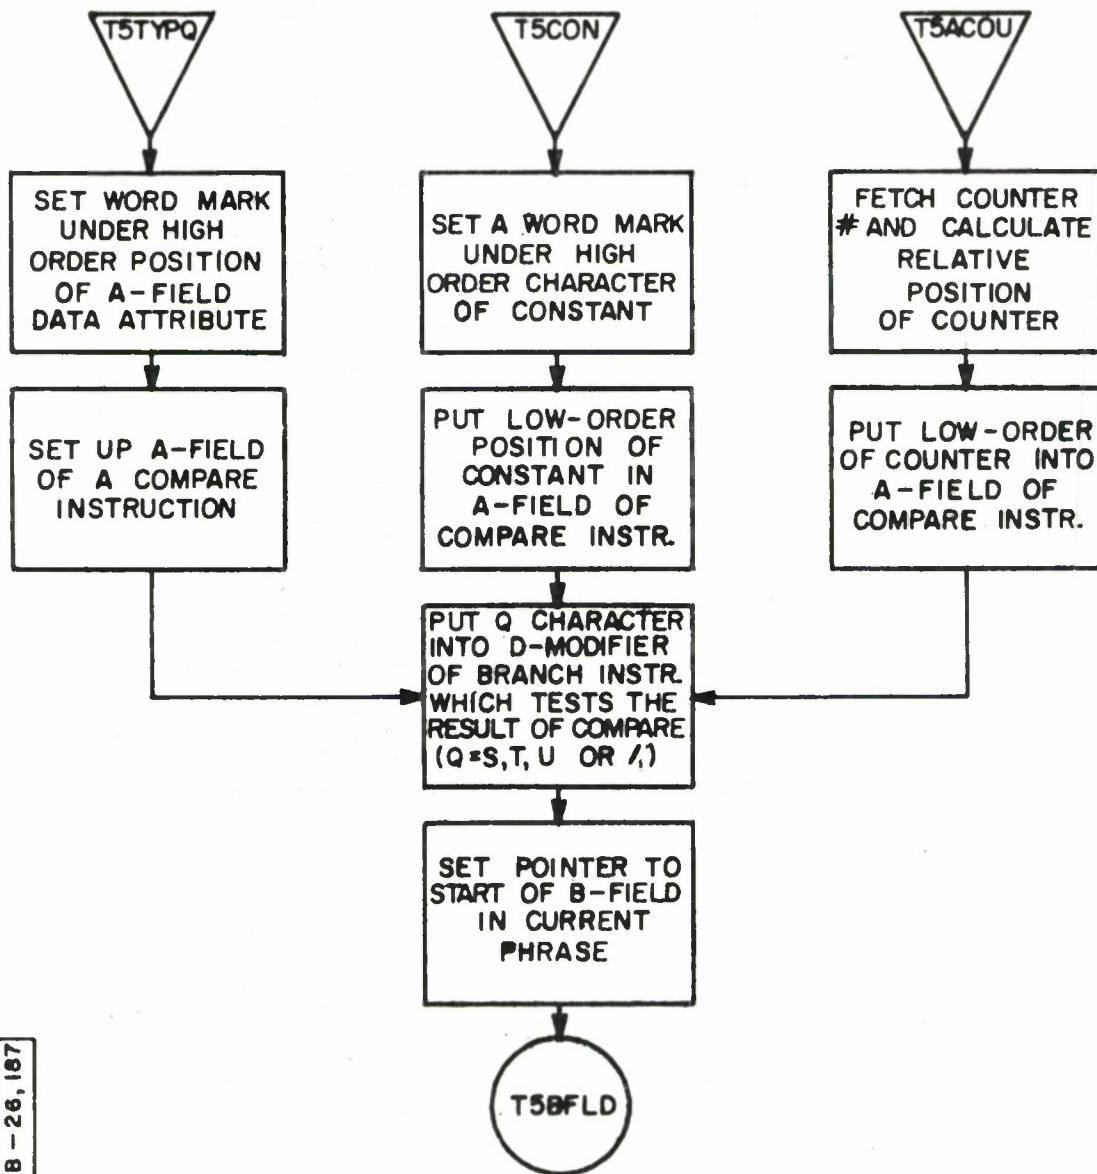 T5TYPQ
T5CON
T5ACOU
SET WORD MARK
UNDER HIGH
ORDER POSITION
OF A-FIELD
DATA ATTRIBUTE
SET A WORD MARK
UNDER HIGH
ORDER CHARACTER
OF CONSTANT
FETCH COUNTER
# AND CALCULATE
RELATIVE
POSITION
OF COUNTER
SET UP A-FIELD
OF A COMPARE
INSTRUCTION
PUT LOW-ORDER
POSITION OF
CONSTANT IN
A-FIELD OF
COMPARE INSTR.
PUT LOW-ORDER
OF COUNTER INTO
A-FIELD OF
COMPARE INSTR.
PUT Q CHARACTER
INTO D-MODIFIER
OF BRANCH INSTR.
WHICH TESTS THE
RESULT OF COMPARE
(Q=S,T, U OR /,)
SET POINTER TO
START OF B-FIELD
IN CURRENT
PHRASE
T5BFLD
B-26,187